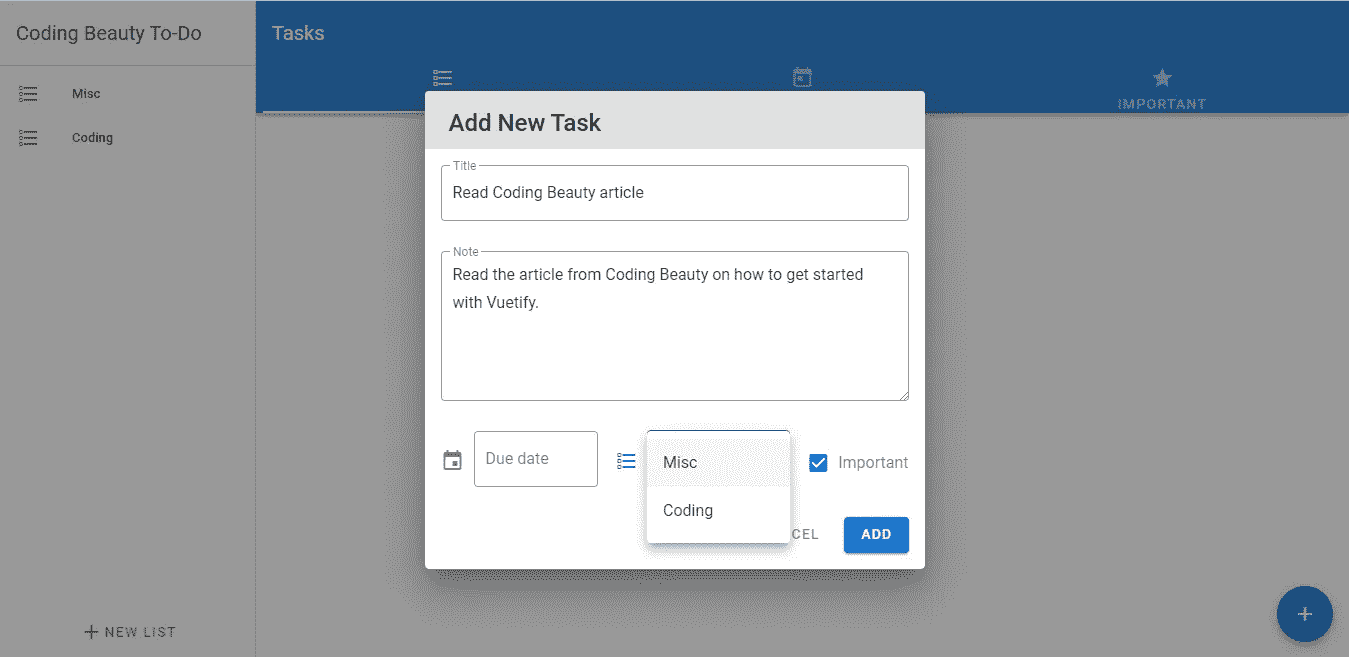 Coding Beauty To-Do
Tasks
Misc
Coding
IMPORTANT
Add New Task
Title
Read Coding Beauty article
Note
Read the article from Coding Beauty on how to get started
with Vuetify.
Due date
Misc
Important
Coding
CEL
ADD
NEW LIST